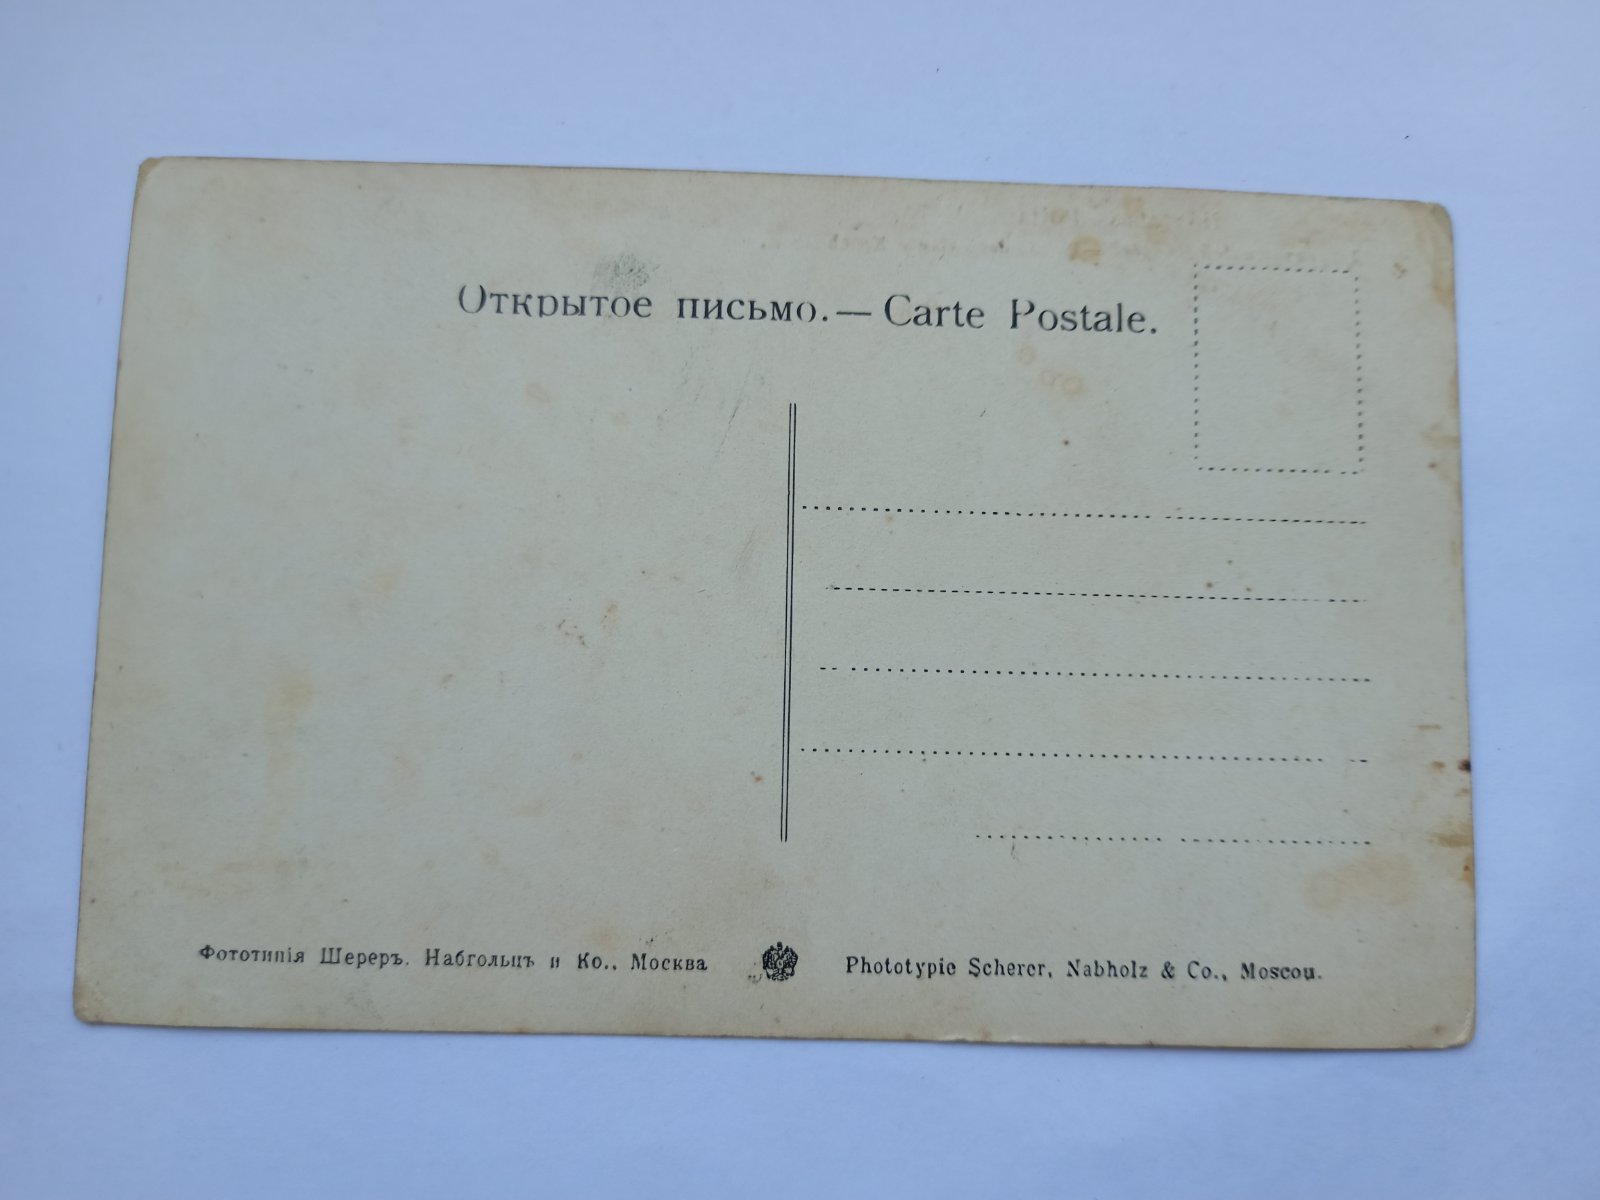 Открытое письмо. — Carte Postale.
Фототипія Шереръ, Набгольцъ и Ко., Москва
Phototypie Scherer, Nabholz & Co., Moscou.